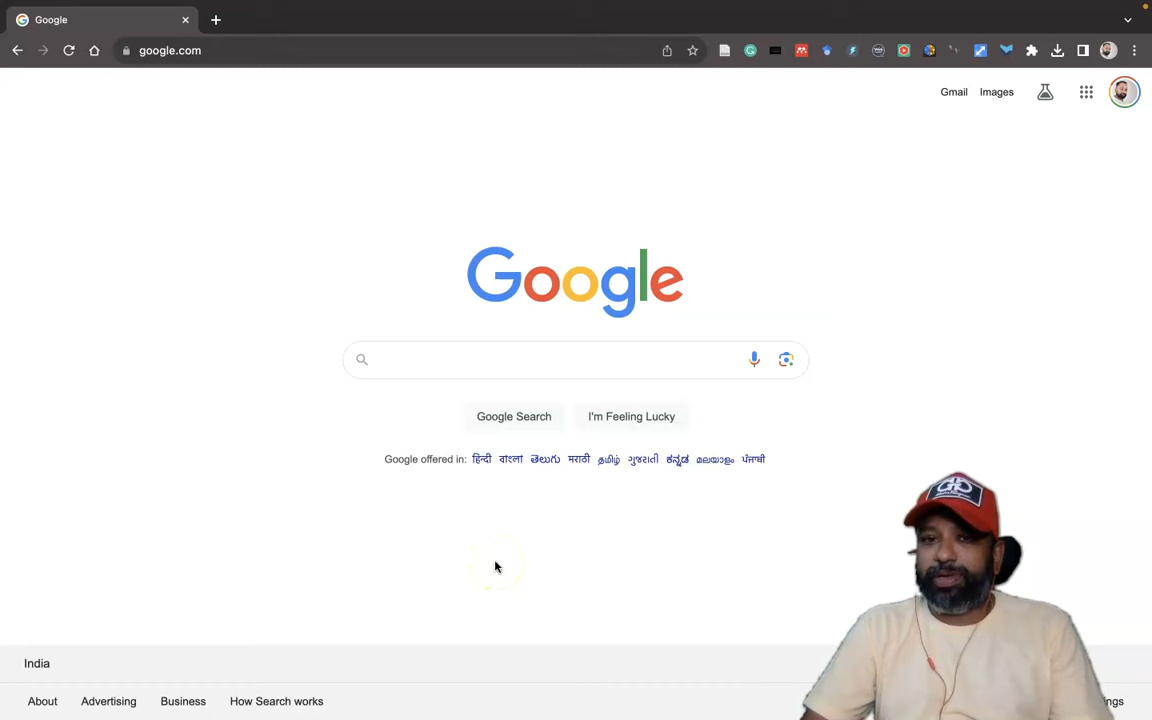 Google
google.com
Gmail Images
Google
Google Search I'm Feeling Lucky
Google offered in: हिन्दी বাংলা తెలుగు मराठी தமிழ் ગુજરાતી ಕನ್ನಡ മലയാളം ਪੰਜਾਬੀ
India
About Advertising Business How Search works